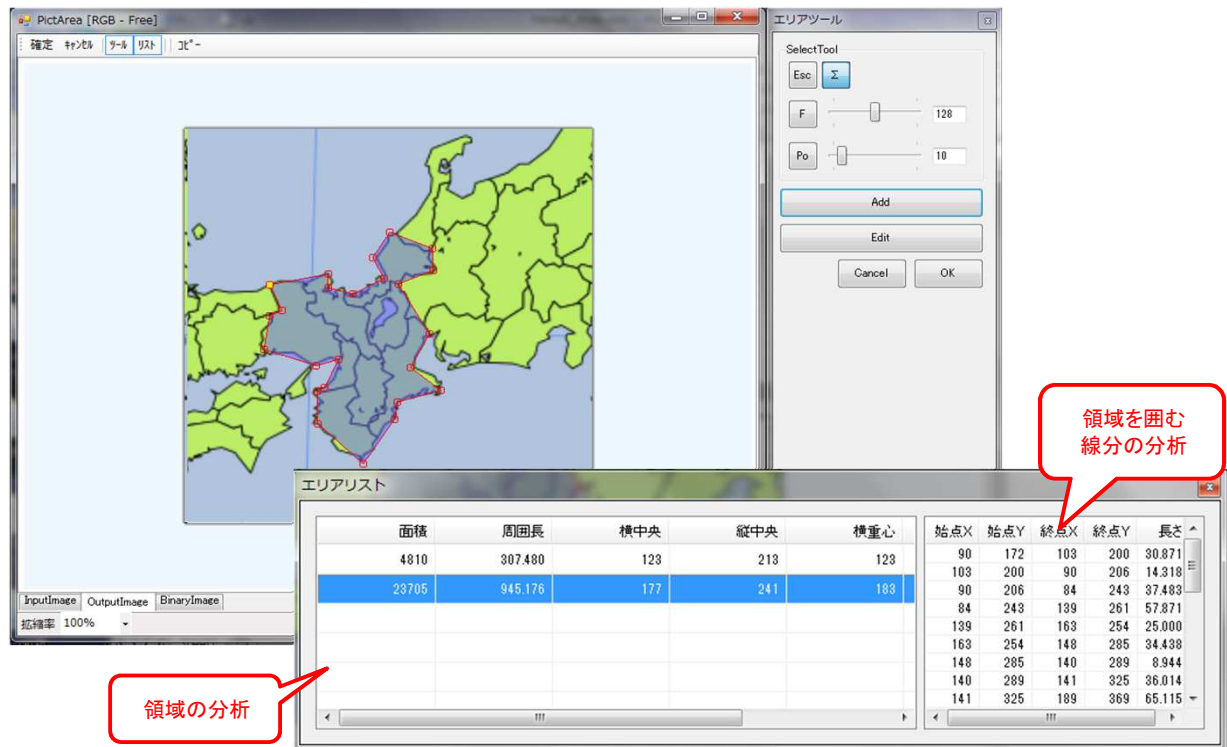 PictArea [RGB - Free]
確定 ｷｬﾝｾﾙ ﾂｰﾙ ﾘｽﾄ ｺﾋﾟｰ
InputImage OutputImage BinaryImage
拡縮率 100%
エリアツール
SelectTool
Esc Σ
F 128
Po 10
Add
Edit
Cancel OK
領域を囲む
線分の分析
エリアリスト
面積 周囲長 横中央 縦中央 横重心
4810 307.480 123 213 123
23705 945.176 177 241 183
始点X 始点Y 終点X 終点Y 長さ
90 172 103 200 30.871
103 200 90 206 14.318
90 206 84 243 37.483
84 243 139 261 57.871
139 261 163 254 25.000
163 254 148 285 34.438
148 285 140 289 8.944
140 289 141 325 36.014
141 325 189 369 65.115
領域の分析